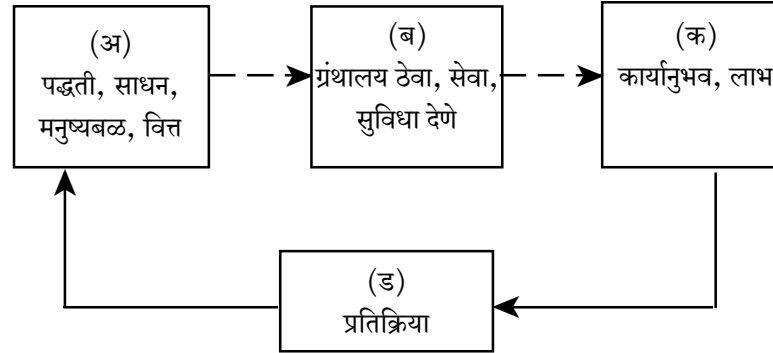 (अ)
पद्धती, साधन,
मनुष्यबळ, वित्त
(ब)
ग्रंथालय ठेवा, सेवा,
सुविधा देणे
(क)
कार्यानुभव, लाभ
(ड)
प्रतिक्रिया